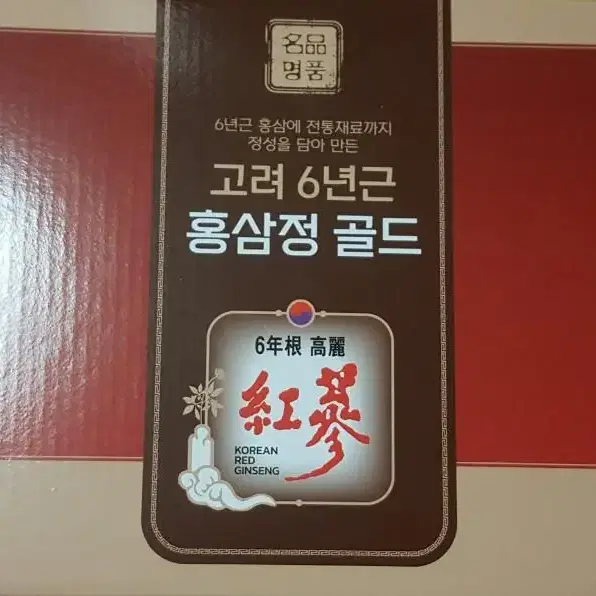 名品
명품
6년근 홍삼에 전통재료까지
정성을 담아 만든
고려 6년근
홍삼정 골드
6年根 高麗
紅蔘
KOREAN
RED
GINSENG